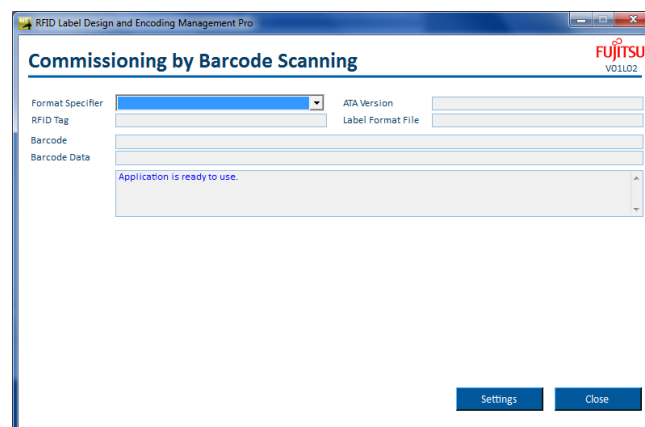 RFID Label Design and Encoding Management Pro
Commissioning by Barcode Scanning
FUJITSU
V01L02
Format Specifier
ATA Version
RFID Tag
Label Format File
Barcode
Barcode Data
Application is ready to use.
Settings
Close